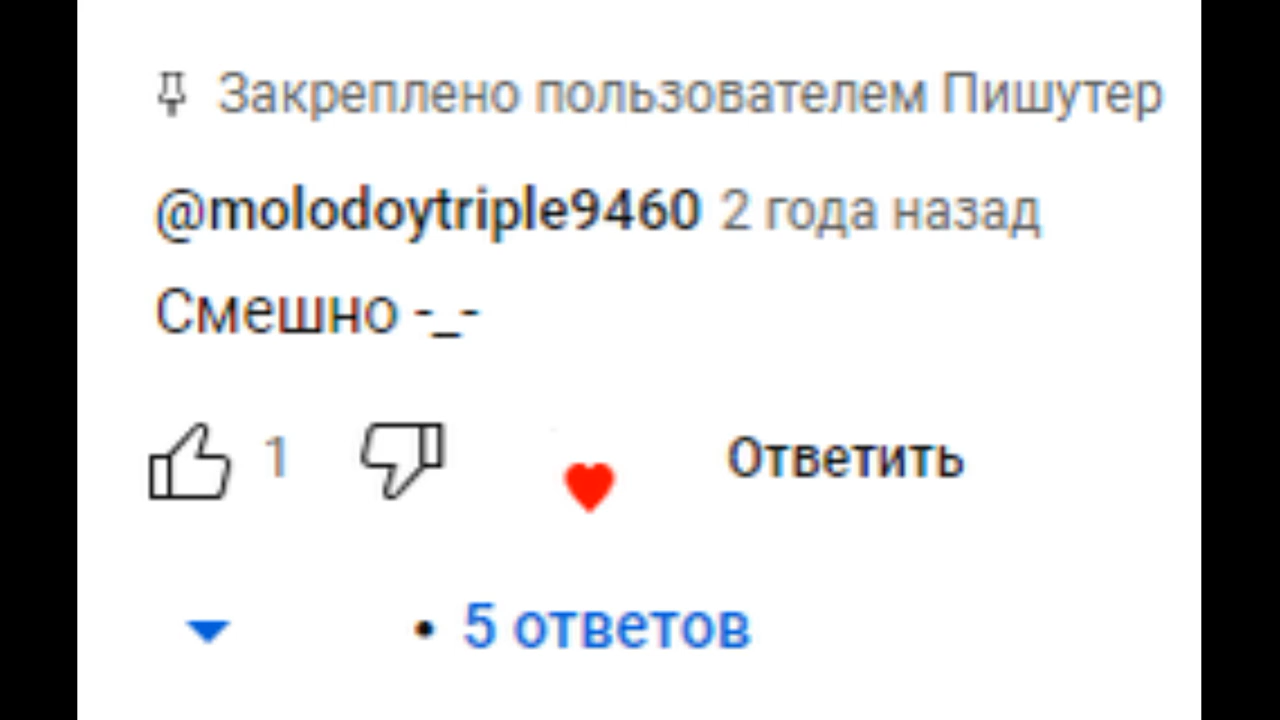 Закреплено пользователем Пишутер
@molodoytriple9460 2 года назад
Смешно -_-
1 Ответить
• 5 ответов